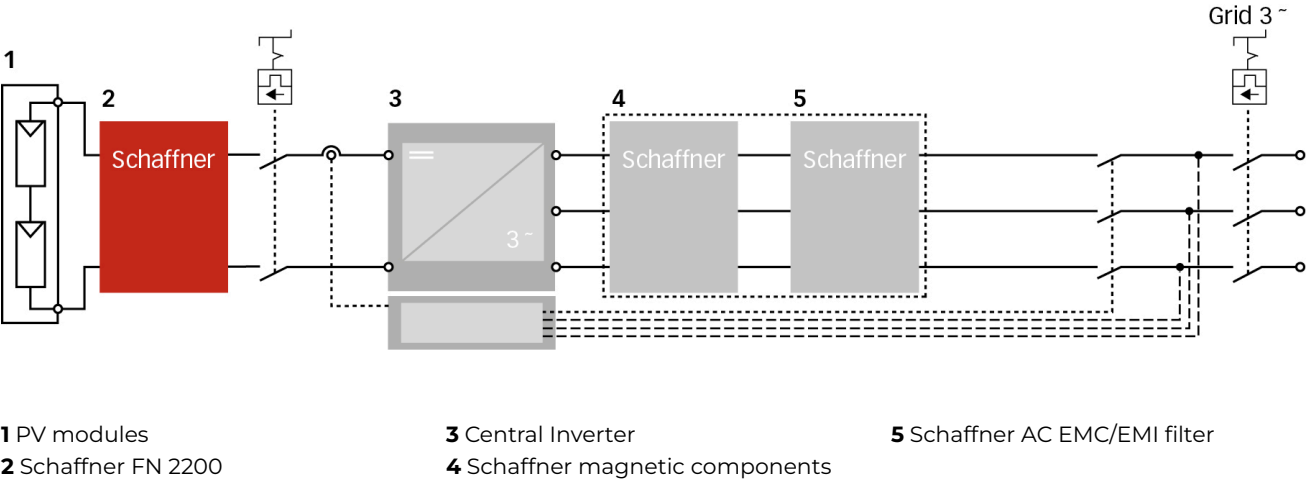 Grid 3 ~
1
2
3
4
5
Schaffner
Schaffner
Schaffner
3 ~
1 PV modules
2 Schaffner FN 2200
3 Central Inverter
4 Schaffner magnetic components
5 Schaffner AC EMC/EMI filter